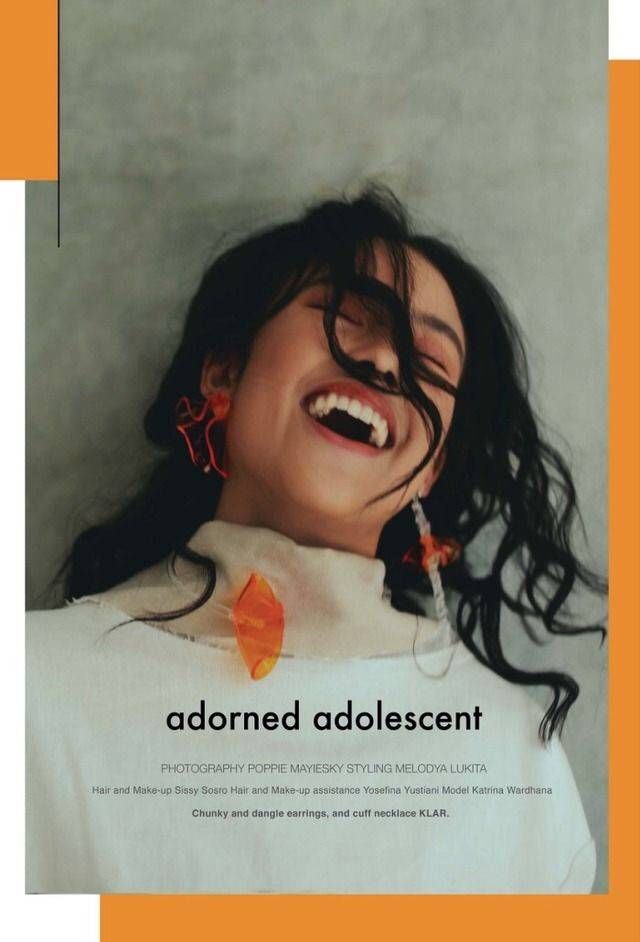 adorned adolescent
PHOTOGRAPHY POPPIE MAYIESKY STYLING MELODYA LUKITA
Hair and Make-up Sissy Sosro Hair and Make-up assistance Yosefina Yustiani Model Katrina Wardhana
Chunky and dangle earrings, and cuff necklace KLAR.